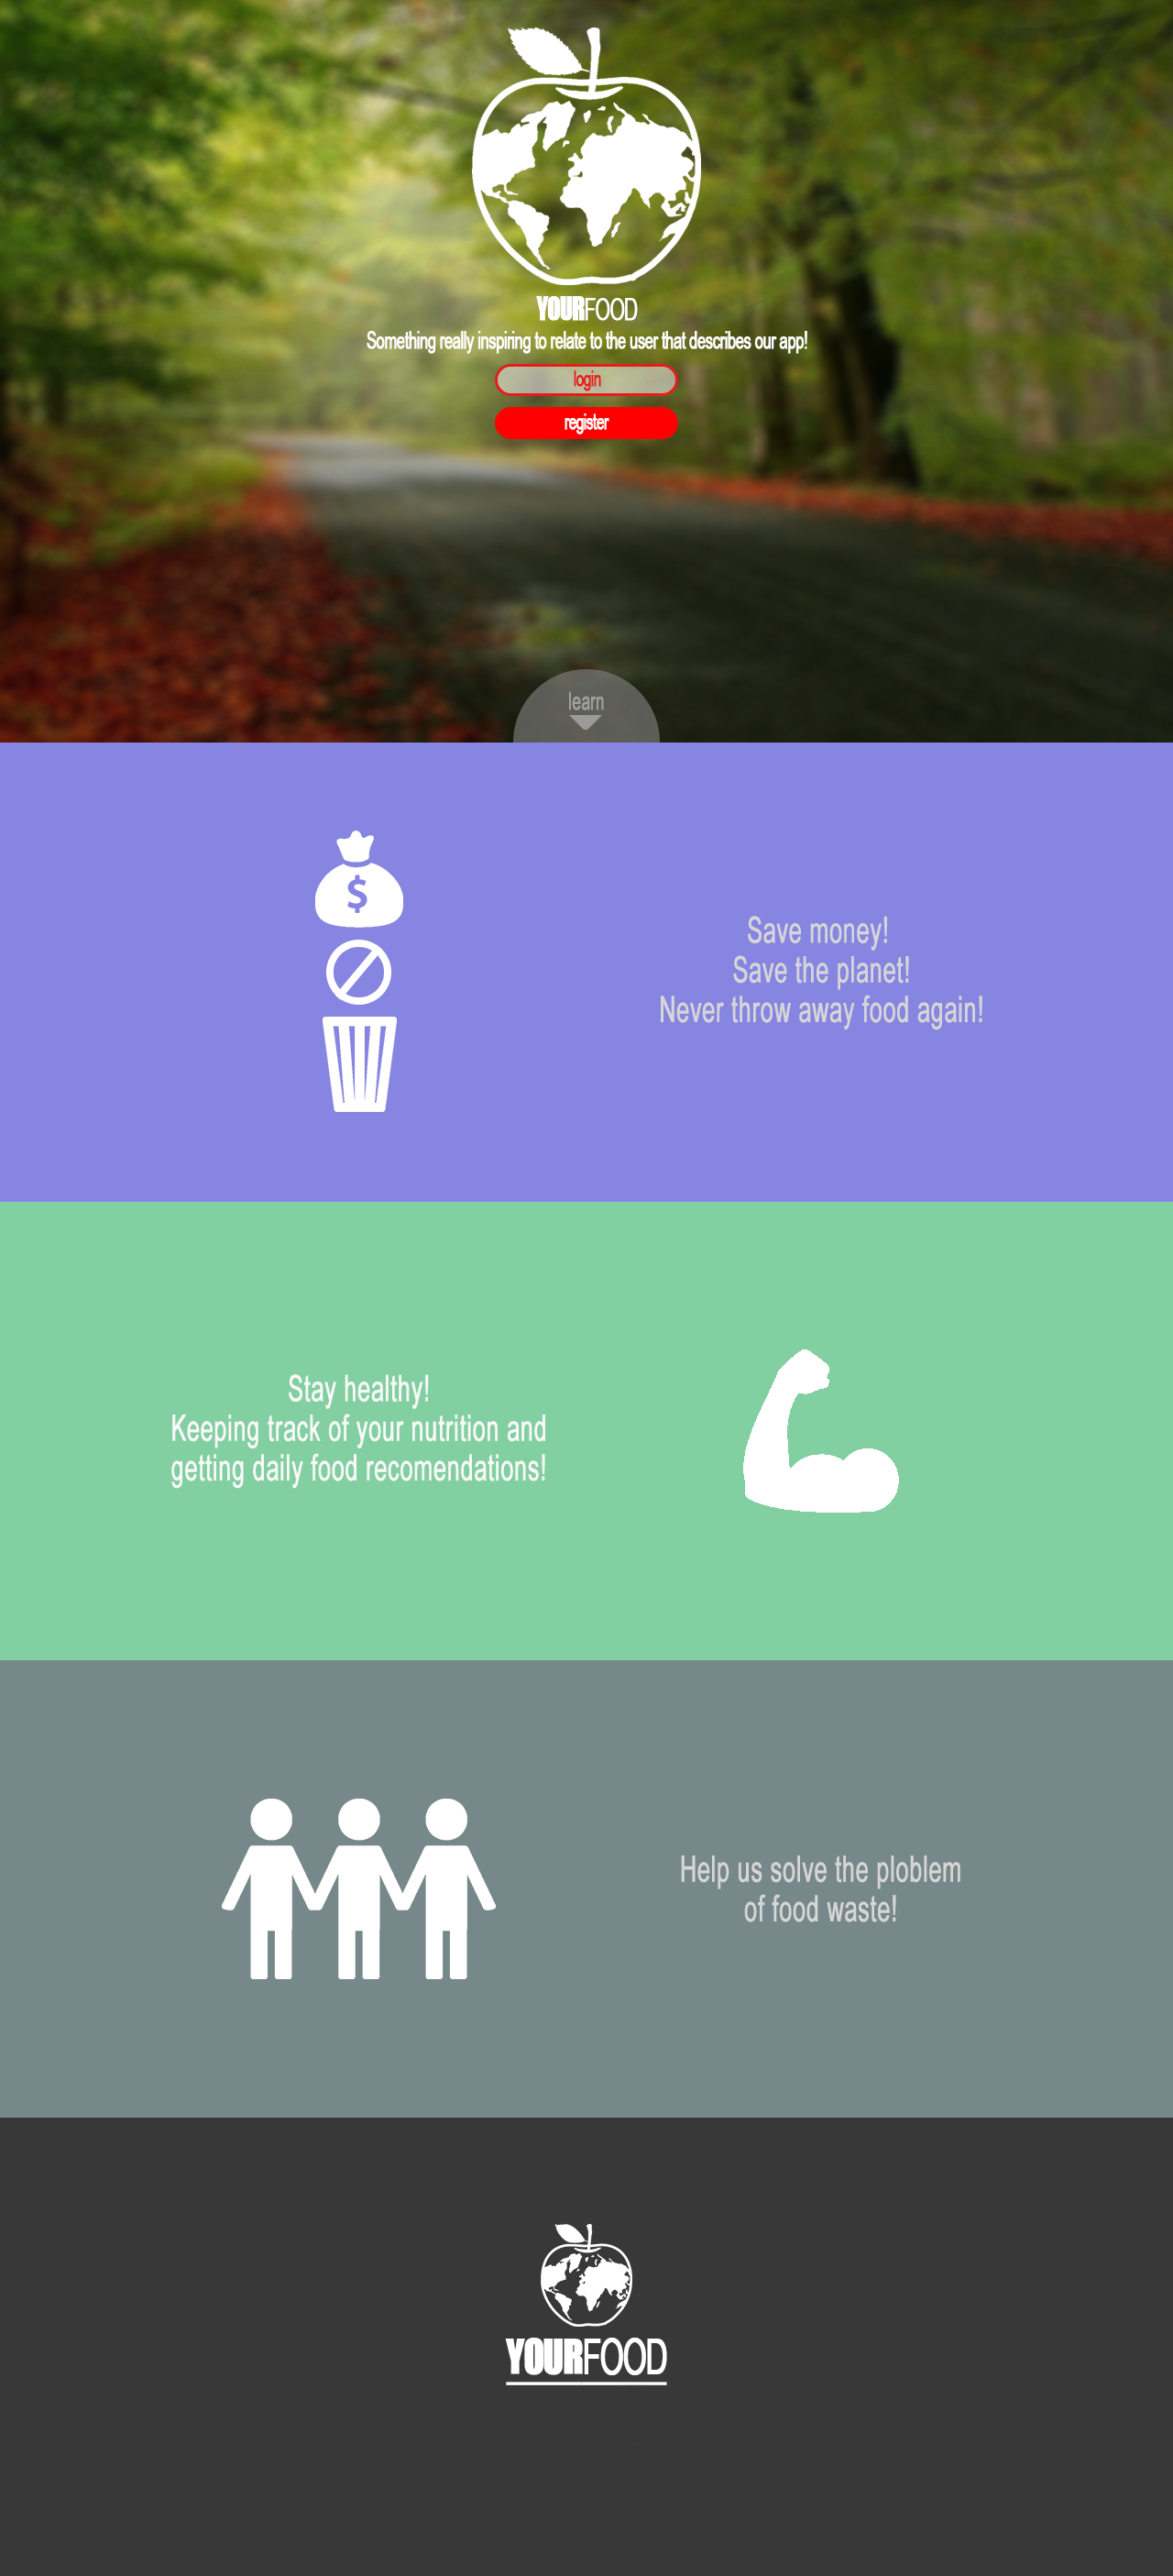 YOURFOOD
Something really inspiring to relate to the user that describes our app!
login
register
learn
$
Save money!
Save the planet!
Never throw away food again!
Stay healthy!
Keeping track of your nutrition and
getting daily food recomendations!
Help us solve the ploblem
of food waste!
YOURFOOD